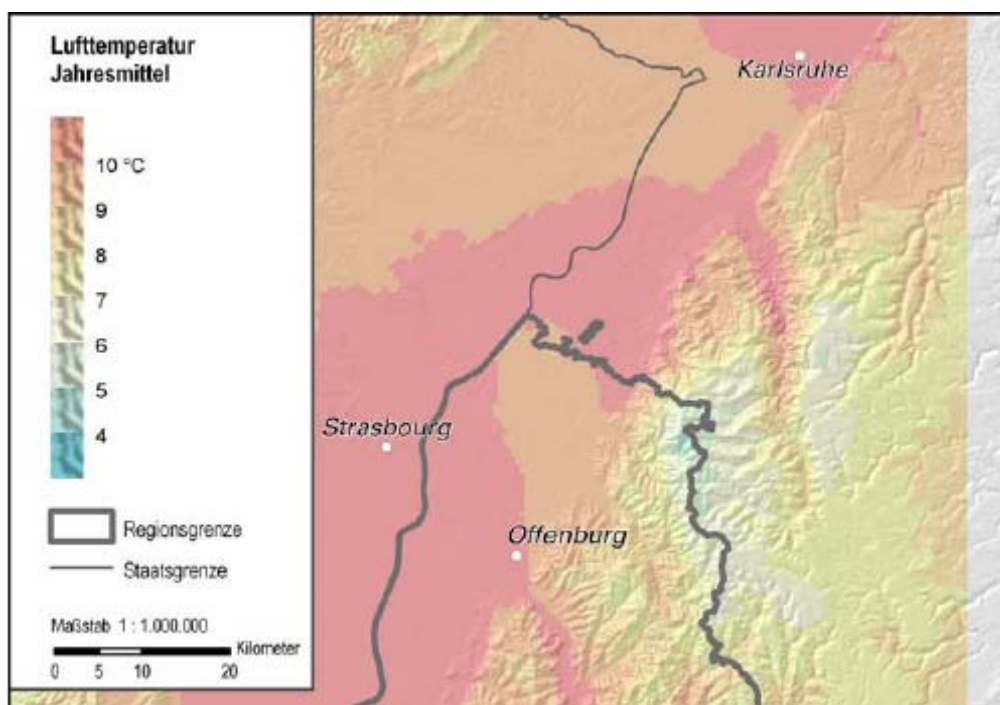 Lufttemperatur
Jahresmittel
10 °C
9
8
7
6
5
4
Regionsgrenze
Staatsgrenze
Maßstab 1 : 1.000.000
Kilometer
0 5 10 20
Karlsruhe
Strasbourg
Offenburg